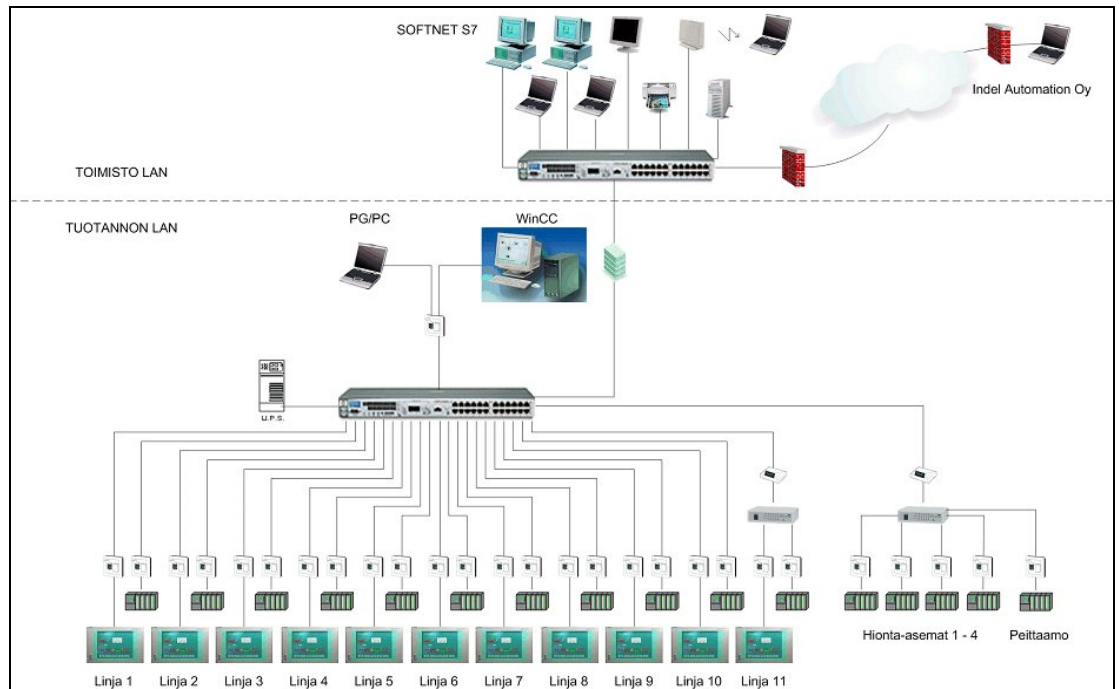 SOFTNET S7
Indel Automation Oy
TOIMISTO LAN
TUOTANNON LAN
PG/PC
WinCC
U.P.S.
Hionta-asemat 1 - 4
Peittaamo
Linja 1
Linja 2
Linja 3
Linja 4
Linja 5
Linja 6
Linja 7
Linja 8
Linja 9
Linja 10
Linja 11